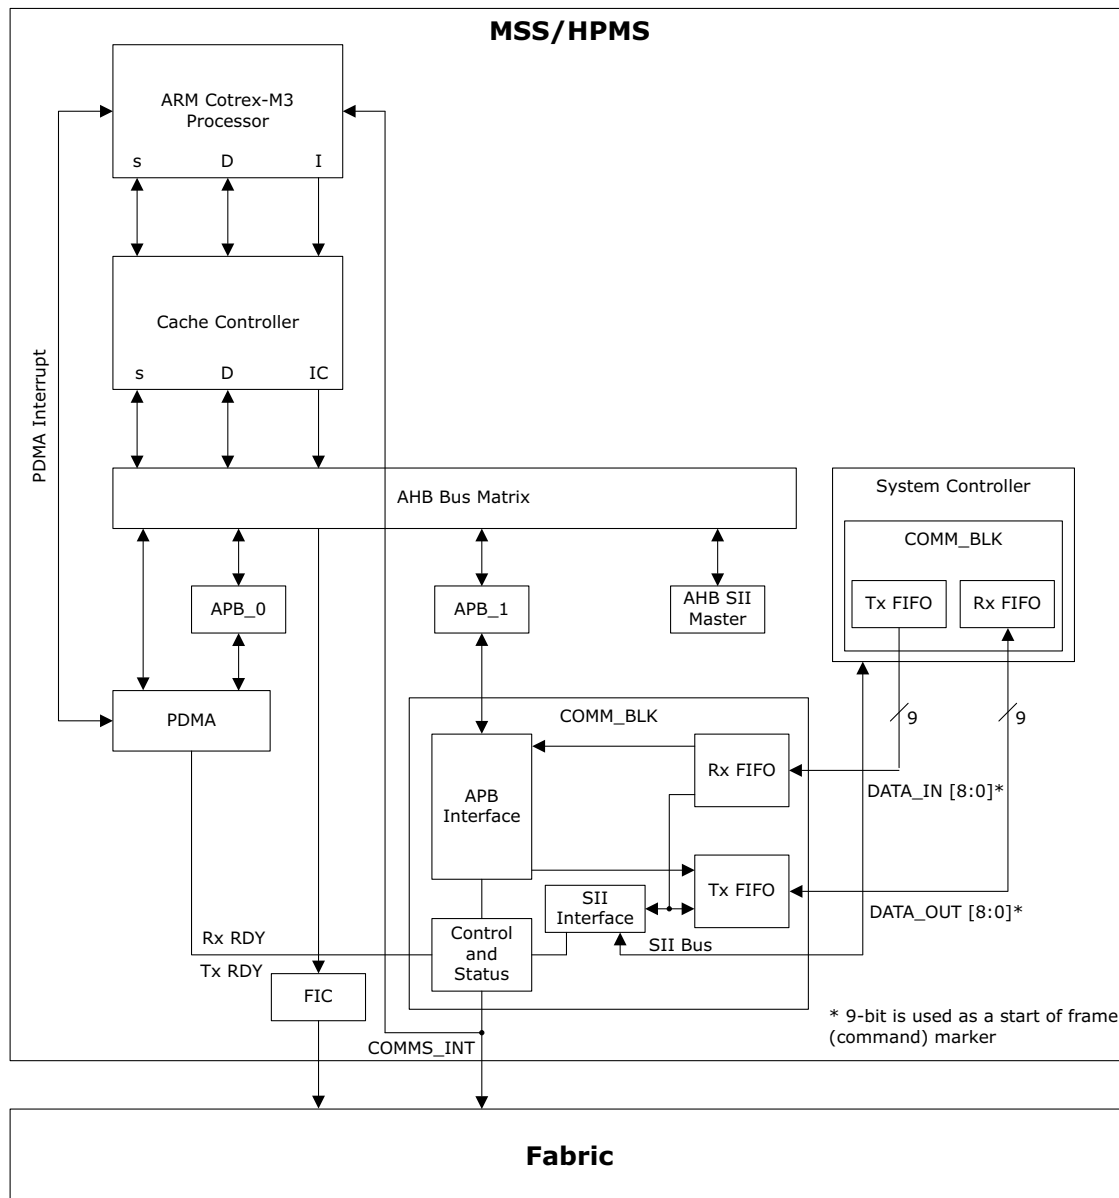 MSS/HPMS
ARM Cotrex-M3
Processor
s D I
Cache Controller
s D IC
PDMA Interrupt
AHB Bus Matrix
System Controller
COMM_BLK
Tx FIFO Rx FIFO
APB_0
APB_1
AHB SII
Master
PDMA
COMM_BLK
9 9
Rx FIFO
DATA_IN [8:0]*
APB
Interface
Tx FIFO
SII
Interface
DATA_OUT [8:0]*
SII Bus
Control
and
Status
Rx RDY
Tx RDY
FIC
* 9-bit is used as a start of frame
(command) marker
COMMS_INT
Fabric